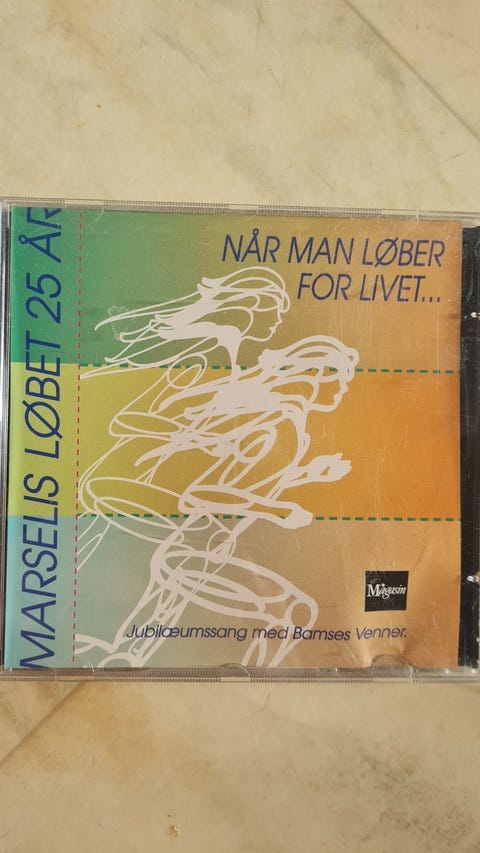 MARSELIS LØBET 25 ÅR
NÅR MAN LØBER
FOR LIVET...
Magasin
Jubilæumssang med Bamses Venner.